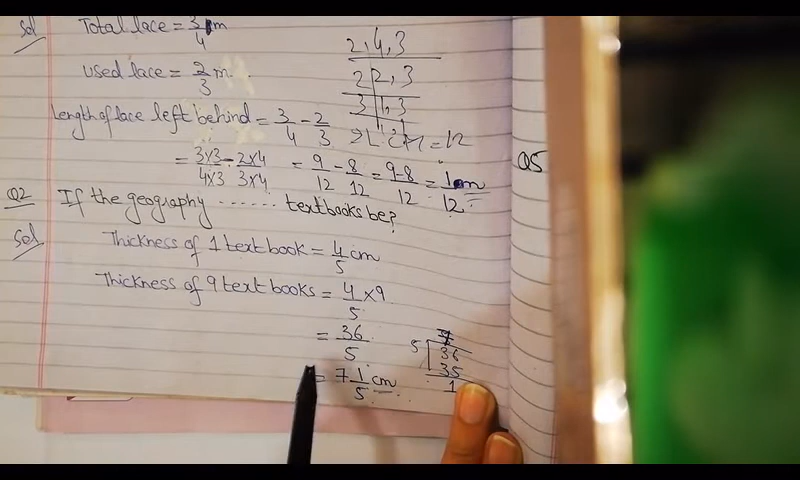 Sol Total lace = 3/4 m
used lace = 2/3 m.
Length of lace left behind = 3/4 - 2/3
= 3×3/4×3 - 2×4/3×4 = 9/12 - 8/12 = 9-8/12 = 1/12 m
2 | 4, 3
2 | 2, 3
3 | 1, 3
L.C.M = 12
Q5
Q2 If the geography ...... textbooks be?
Sol Thickness of 1 text book = 4/5 cm
Thickness of 9 text books = 4/5 × 9
= 36/5
= 7 1/5 cm
7
5 36
35
1